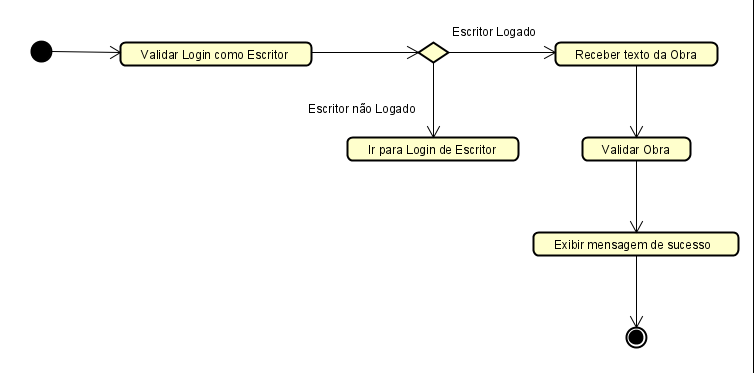 Escritor Logado
Validar Login como Escritor
Receber texto da Obra
Escritor não Logado
Ir para Login de Escritor
Validar Obra
Exibir mensagem de sucesso